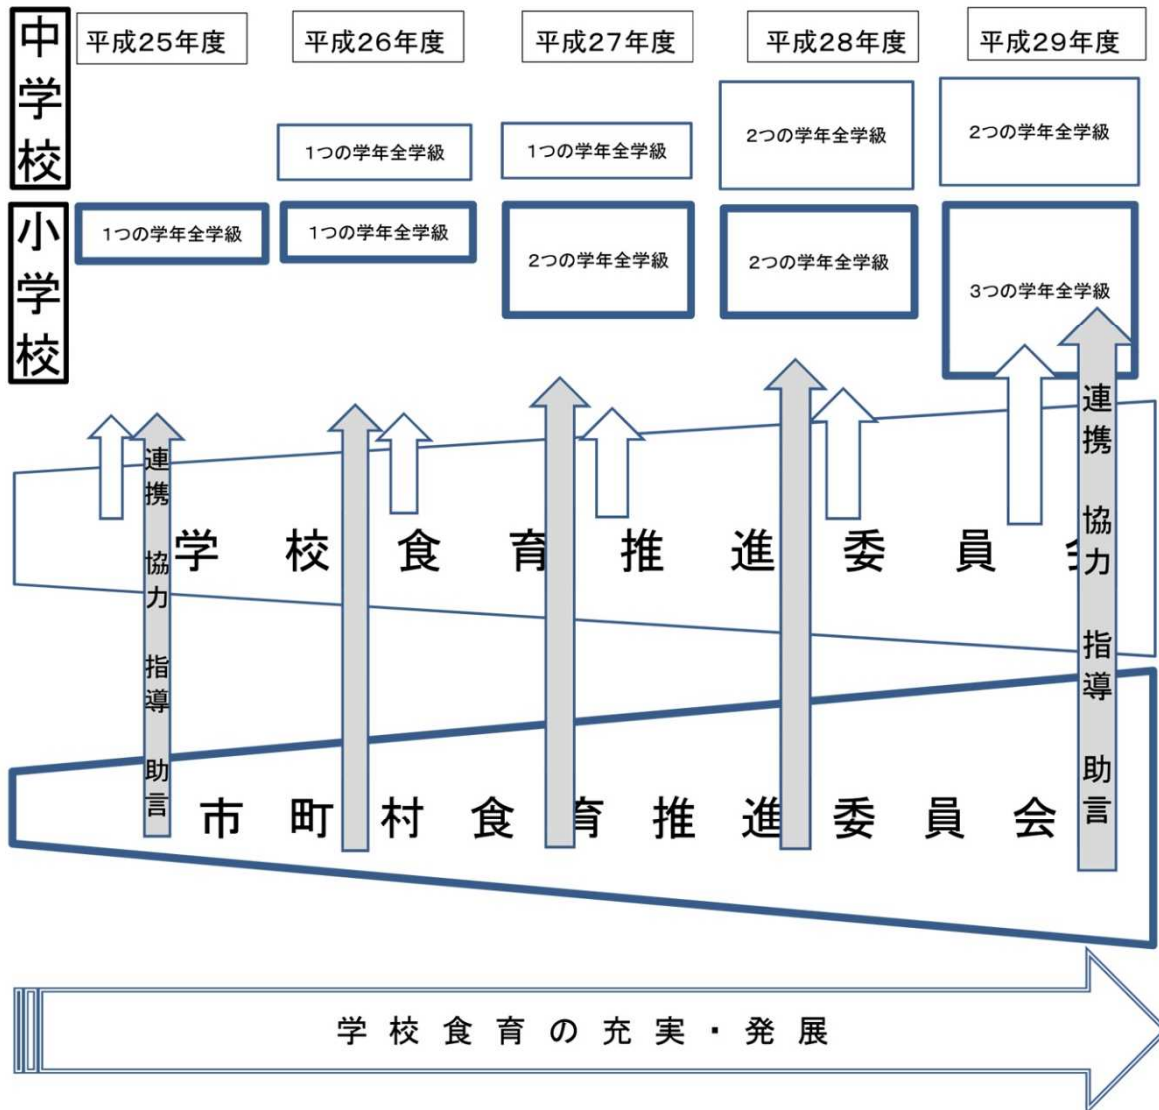 中学校
平成25年度
平成26年度
平成27年度
平成28年度
平成29年度
1つの学年全学級
1つの学年全学級
2つの学年全学級
2つの学年全学級
小学校
1つの学年全学級
1つの学年全学級
2つの学年全学級
2つの学年全学級
3つの学年全学級
連携 協力 指導 助言
学校食育推進委員会
連携 協力 指導 助言
市町村食育推進委員会
学校食育の充実・発展